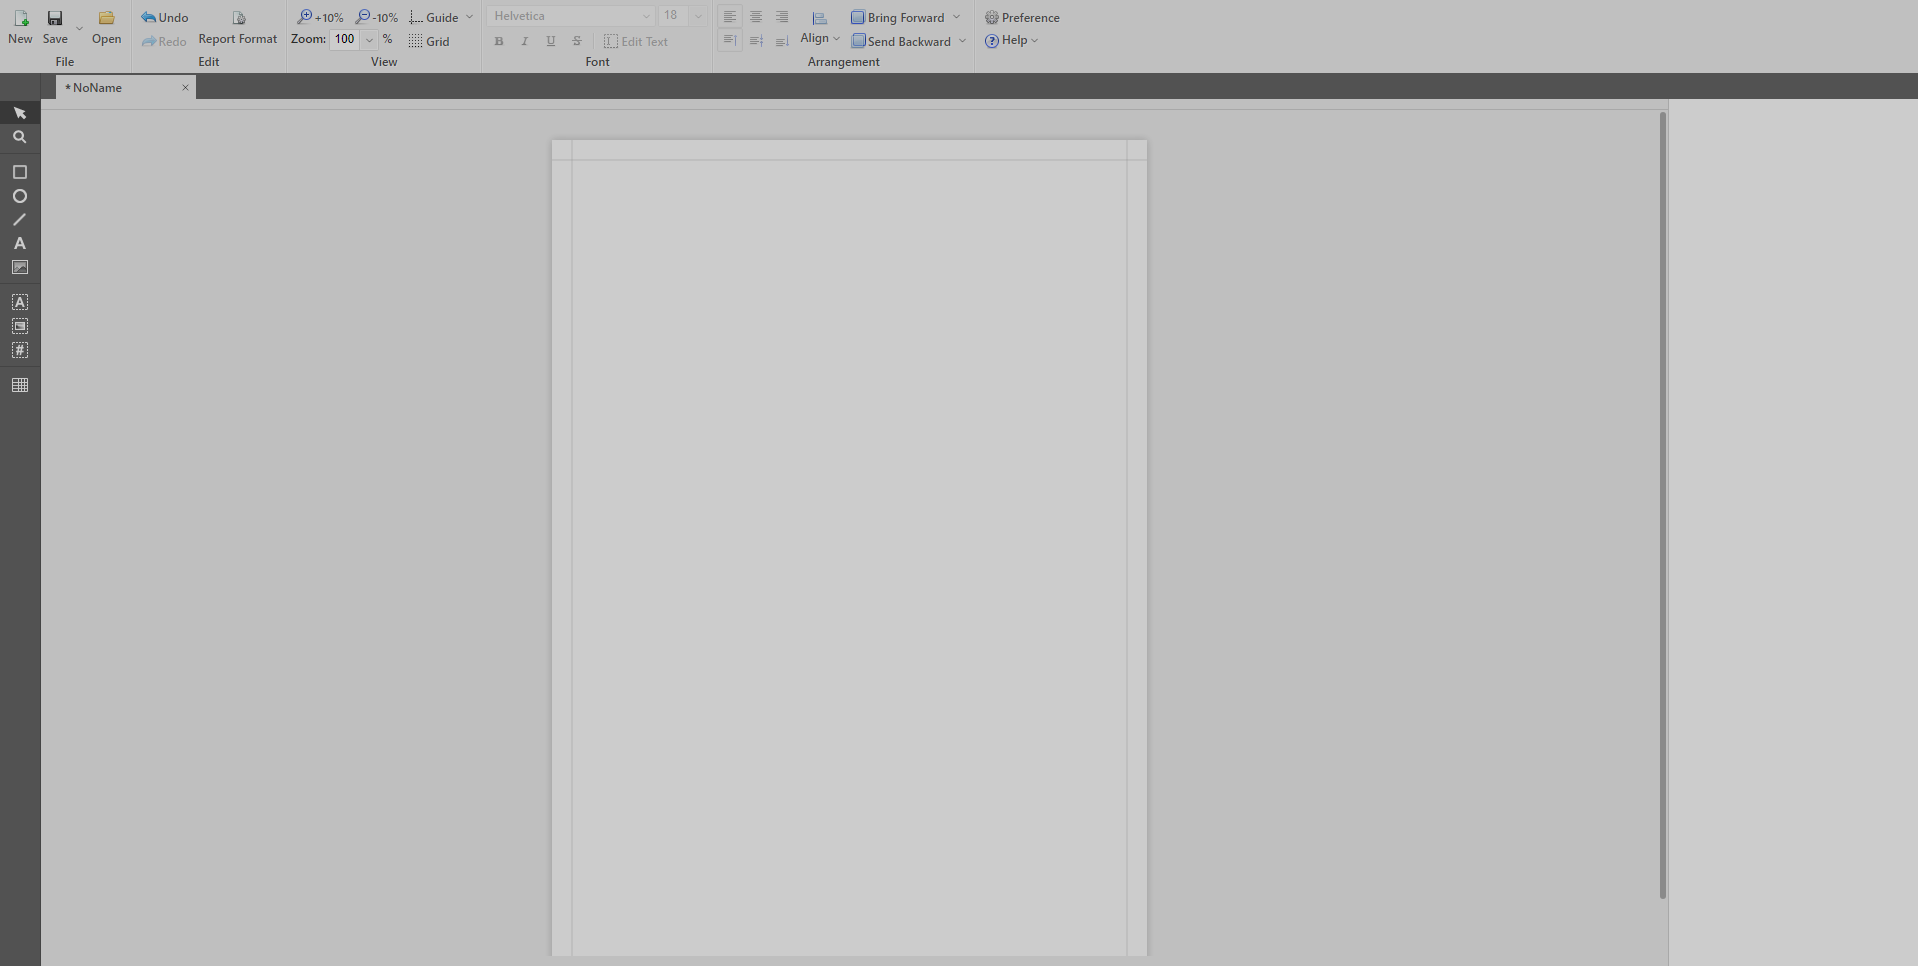 New Save Open
File
Undo
Redo
Report Format
Edit
+10% -10% Guide
Zoom: 100 % Grid
View
Helvetica 18
B I U S Edit Text
Font
Align
Bring Forward
Send Backward
Arrangement
Preference
Help
* NoName ×
A
A
#